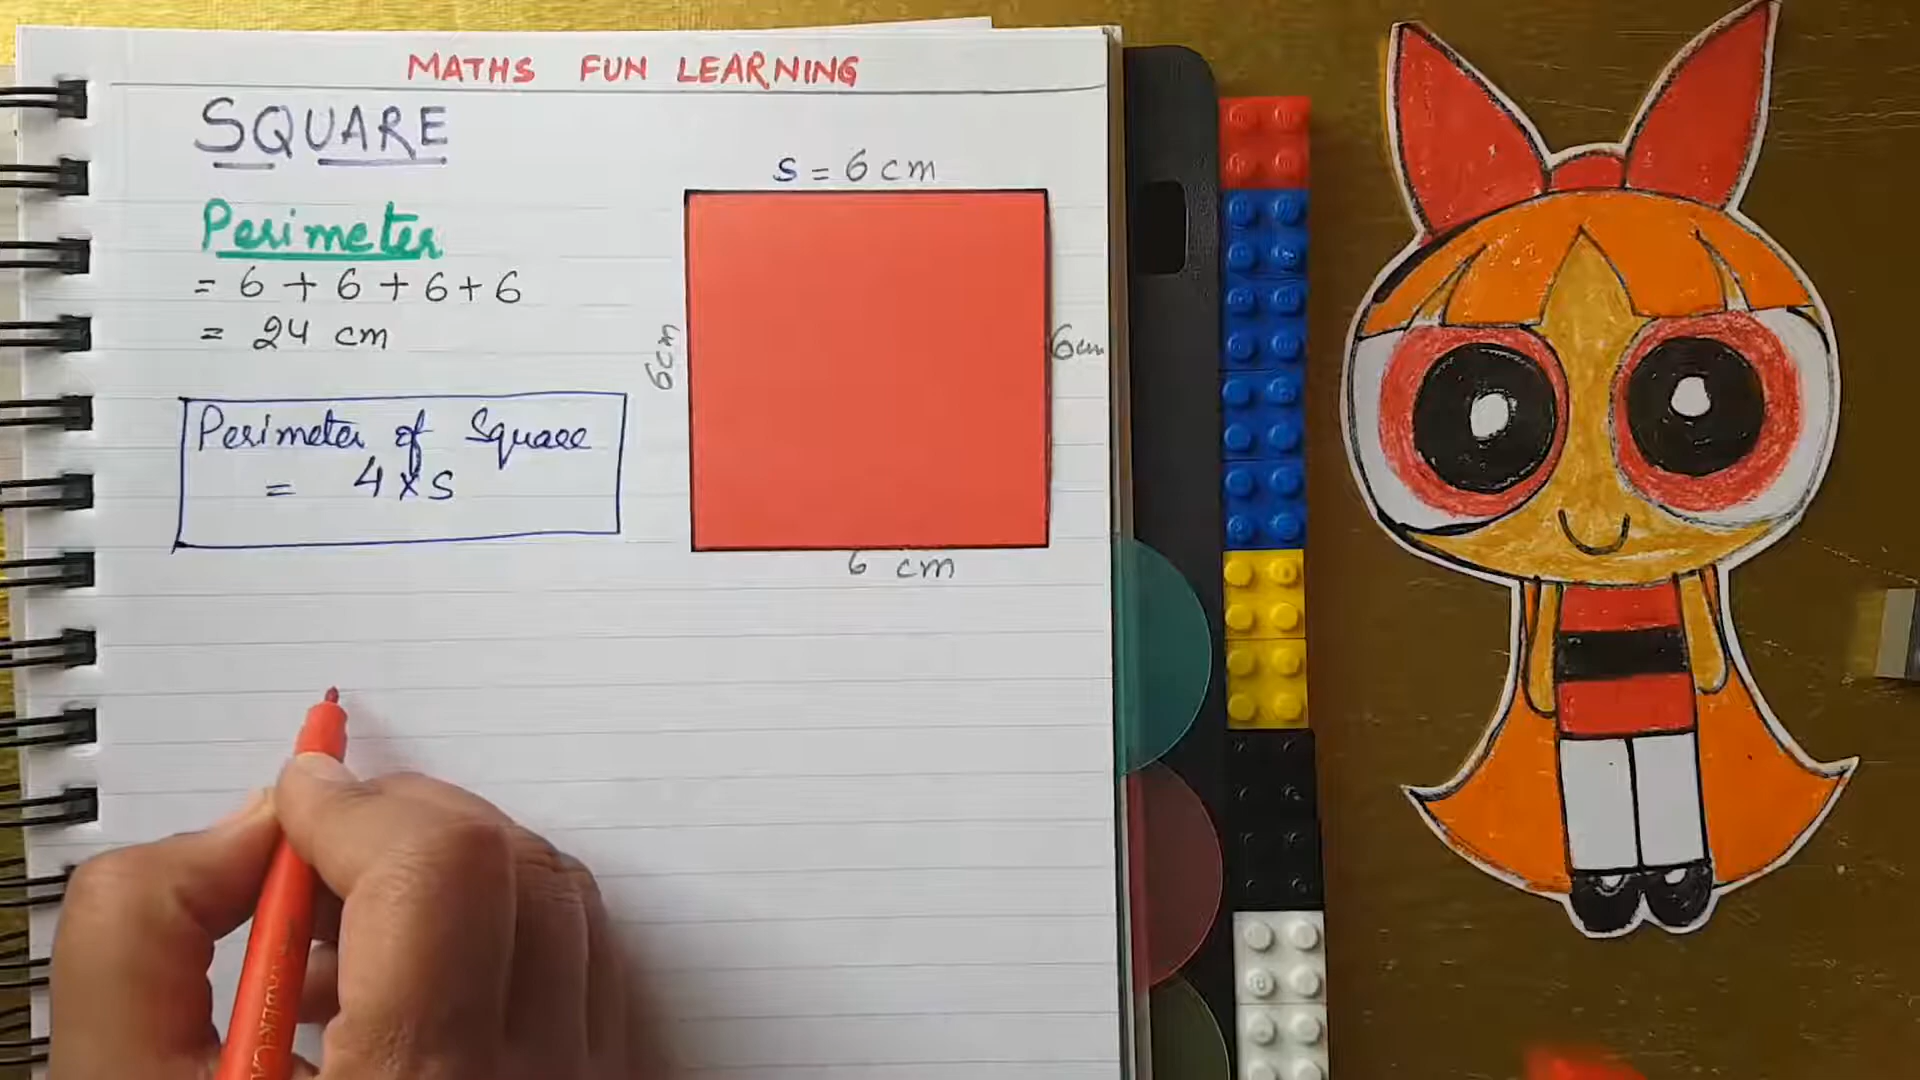 MATHS FUN LEARNING
SQUARE
s = 6 cm
Perimeter
= 6 + 6 + 6 + 6
= 24 cm
6cm
6cm
Perimeter of Square
= 4 × s
6 cm